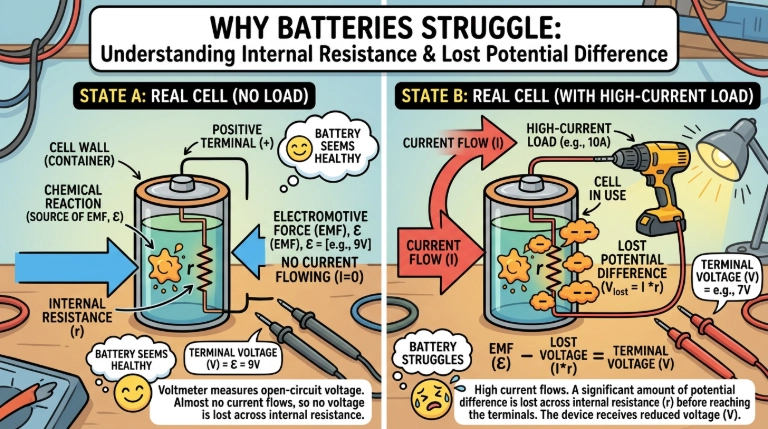 WHY BATTERIES STRUGGLE:
Understanding Internal Resistance & Lost Potential Difference
STATE A: REAL CELL (NO LOAD)
POSITIVE
TERMINAL (+)
BATTERY
SEEMS
HEALTHY
CELL WALL
(CONTAINER)
CHEMICAL
REACTION
(SOURCE OF EMF, Ɛ)
r
ELECTROMOTIVE
FORCE (EMF), Ɛ
(EMF), Ɛ = [e.g., 9V]
NO CURRENT
FLOWING (I=0)
INTERNAL
RESISTANCE
(r)
BATTERY SEEMS
HEALTHY
TERMINAL VOLTAGE
(V) = Ɛ = 9V
Voltmeter measures open-circuit voltage.
Almost no current flows, so no voltage
is lost across internal resistance.
STATE B: REAL CELL (WITH HIGH-CURRENT LOAD)
CURRENT FLOW (I)
HIGH-CURRENT
LOAD (e.g., 10A)
CELL
IN USE
CURRENT
FLOW (I)
r
LOST
POTENTIAL
DIFFERENCE
(Vlost = I *r)
TERMINAL
VOLTAGE (V)
= e.g., 7V
BATTERY
STRUGGLES
EMF
(Ɛ) − LOST
VOLTAGE
(I*r) = TERMINAL
VOLTAGE (V)
High current flows. A significant amount of potential
difference is lost across internal resistance (r) before reaching
the terminals. The device receives reduced voltage (V).